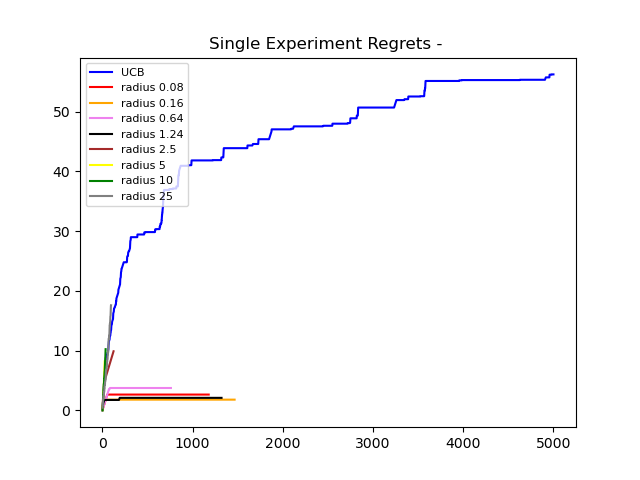 Single Experiment Regrets -
UCB
radius 0.08
radius 0.16
radius 0.64
radius 1.24
radius 2.5
radius 5
radius 10
radius 25
50
40
30
20
10
0
0 1000 2000 3000 4000 5000